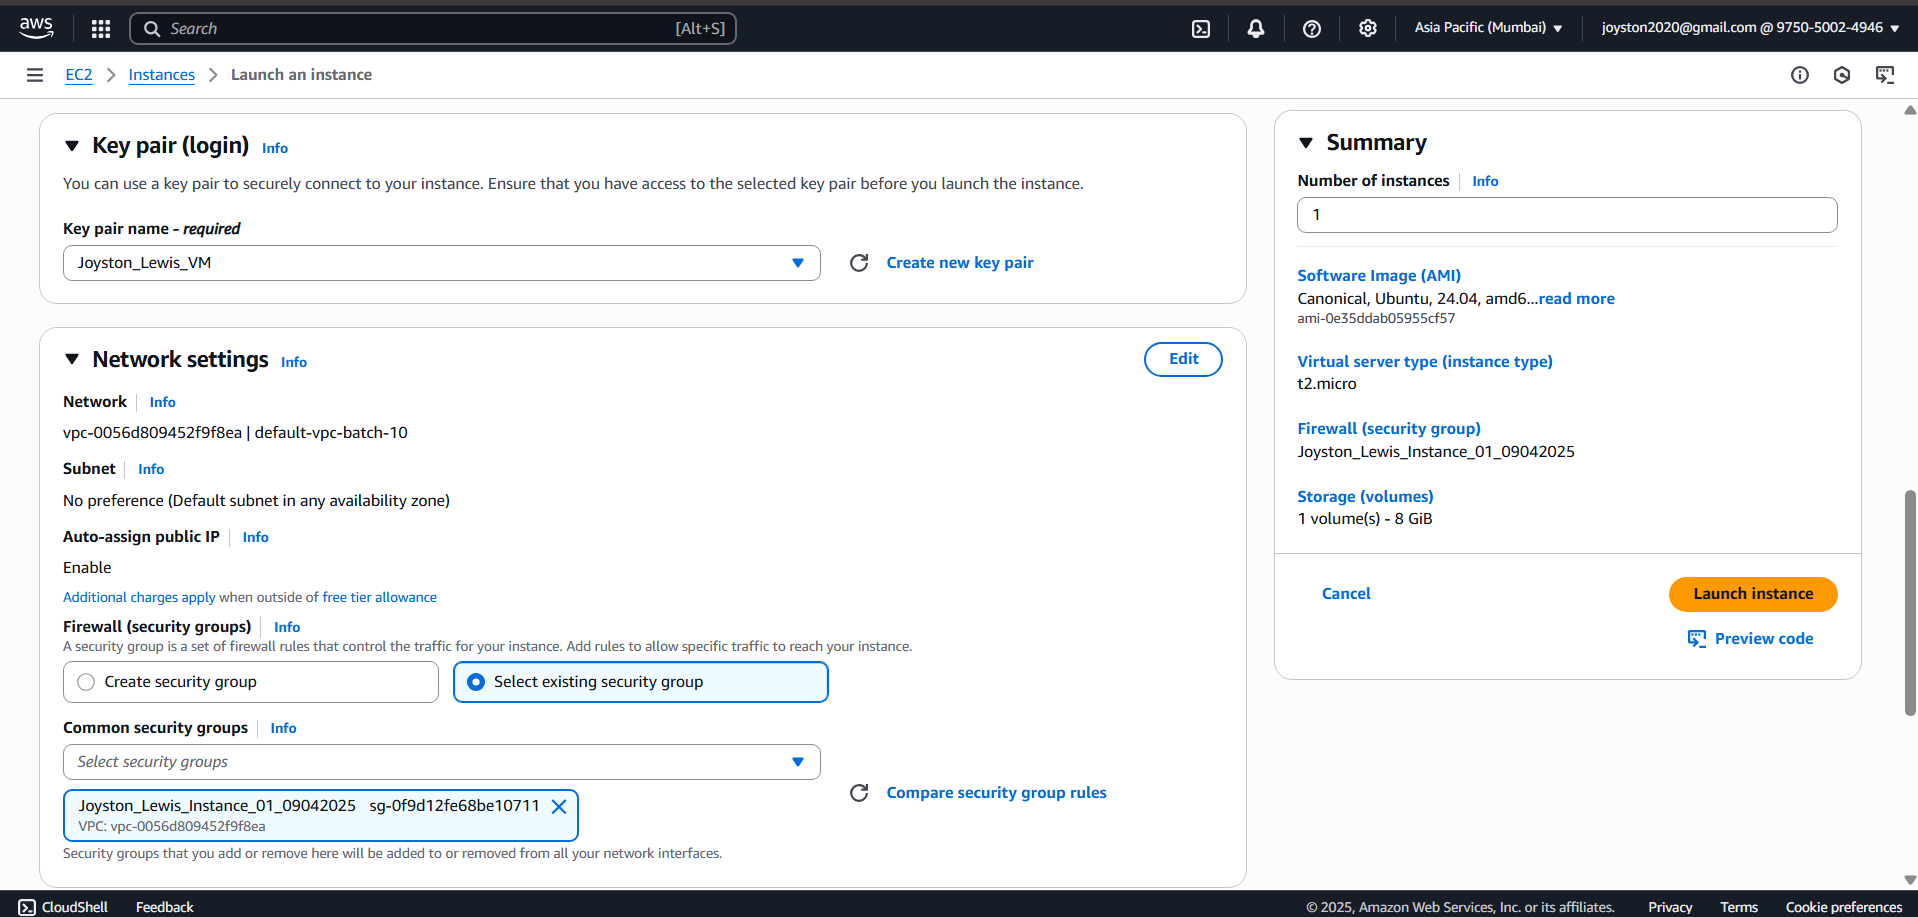 aws
Search [Alt+S]
Asia Pacific (Mumbai)
joyston2020@gmail.com @ 9750-5002-4946
EC2 > Instances > Launch an instance
Key pair (login) Info
You can use a key pair to securely connect to your instance. Ensure that you have access to the selected key pair before you launch the instance.
Key pair name - required
Joyston_Lewis_VM
Create new key pair
Network settings Info
Edit
Network Info
vpc-0056d809452f9f8ea | default-vpc-batch-10
Subnet Info
No preference (Default subnet in any availability zone)
Auto-assign public IP Info
Enable
Additional charges apply when outside of free tier allowance
Firewall (security groups) Info
A security group is a set of firewall rules that control the traffic for your instance. Add rules to allow specific traffic to reach your instance.
Create security group
Select existing security group
Common security groups Info
Select security groups
Joyston_Lewis_Instance_01_09042025 sg-0f9d12fe68be10711
VPC: vpc-0056d809452f9f8ea
Compare security group rules
Security groups that you add or remove here will be added to or removed from all your network interfaces.
Summary
Number of instances Info
1
Software Image (AMI)
Canonical, Ubuntu, 24.04, amd6...read more
ami-0e35ddab05955cf57
Virtual server type (instance type)
t2.micro
Firewall (security group)
Joyston_Lewis_Instance_01_09042025
Storage (volumes)
1 volume(s) - 8 GiB
Cancel
Launch instance
Preview code
CloudShell
Feedback
© 2025, Amazon Web Services, Inc. or its affiliates.
Privacy
Terms
Cookie preferences